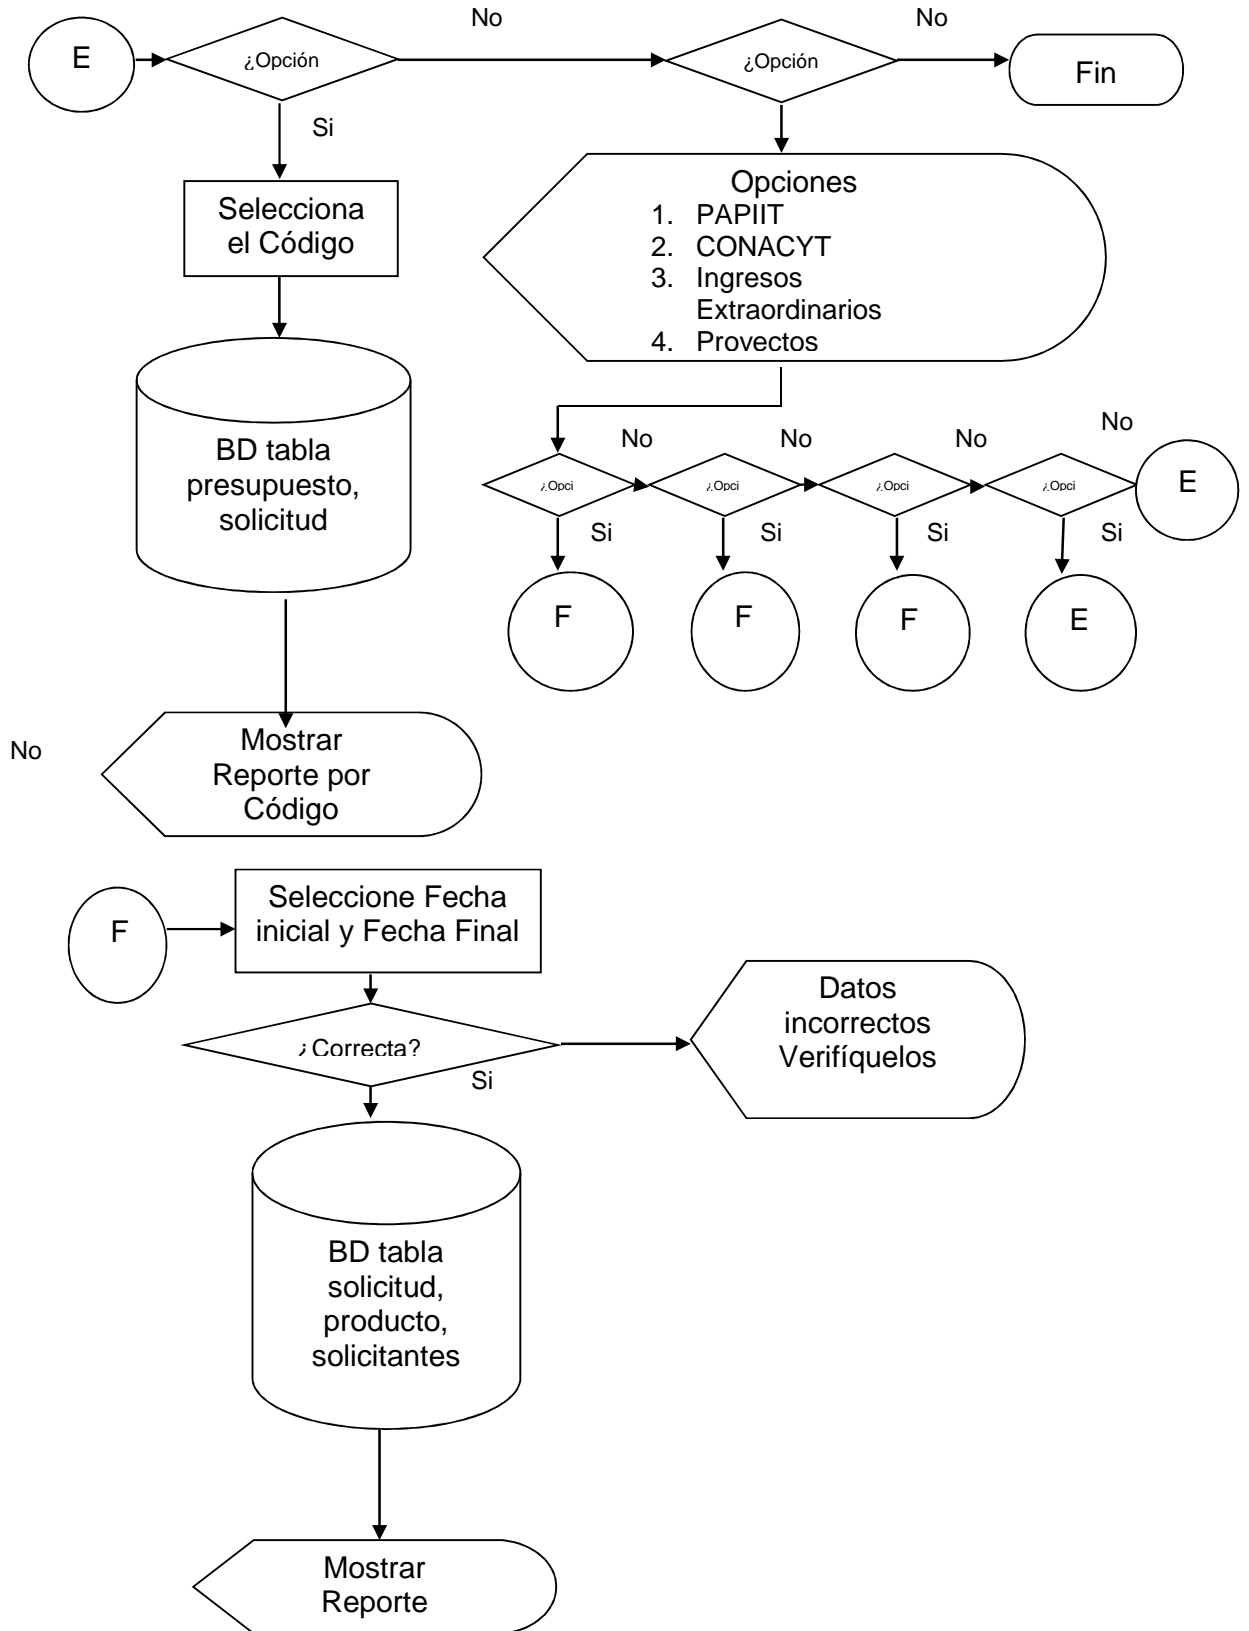 No
No
E
¿Opción
¿Opción
Fin
Si
Selecciona
el Código
Opciones
1. PAPIIT
2. CONACYT
3. Ingresos
Extraordinarios
4. Proyectos
BD tabla
presupuesto,
solicitud
No
No
No
No
¿Opci
¿Opci
¿Opci
¿Opci
E
Si
Si
Si
Si
F
F
F
E
No
Mostrar
Reporte por
Código
F
Seleccione Fecha
inicial y Fecha Final
¿Correcta?
Si
Datos
incorrectos
Verifíquelos
BD tabla
solicitud,
producto,
solicitantes
Mostrar
Reporte